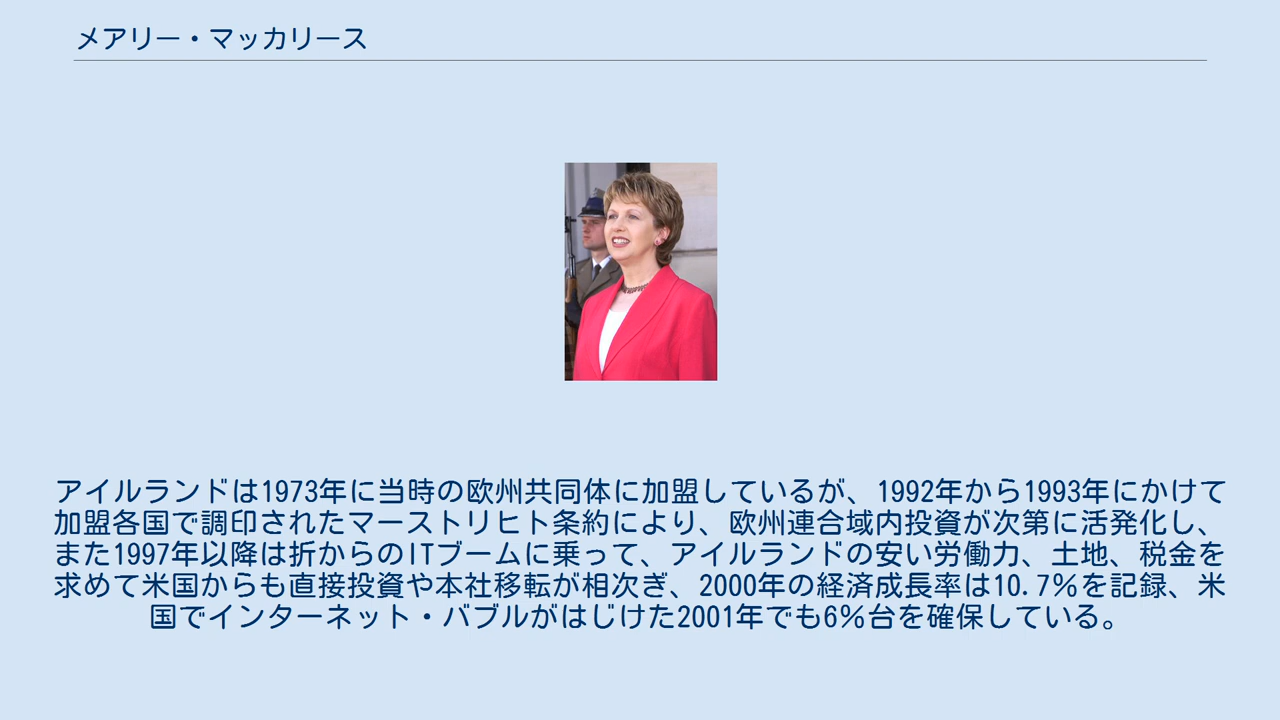 メアリー・マッカリース
アイルランドは1973年に当時の欧州共同体に加盟しているが、1992年から1993年にかけて
加盟各国で調印されたマーストリヒト条約により、欧州連合域内投資が次第に活発化し、
また1997年以降は折からのITブームに乗って、アイルランドの安い労働力、土地、税金を
求めて米国からも直接投資や本社移転が相次ぎ、2000年の経済成長率は10.7%を記録、米
国でインターネット・バブルがはじけた2001年でも6%台を確保している。